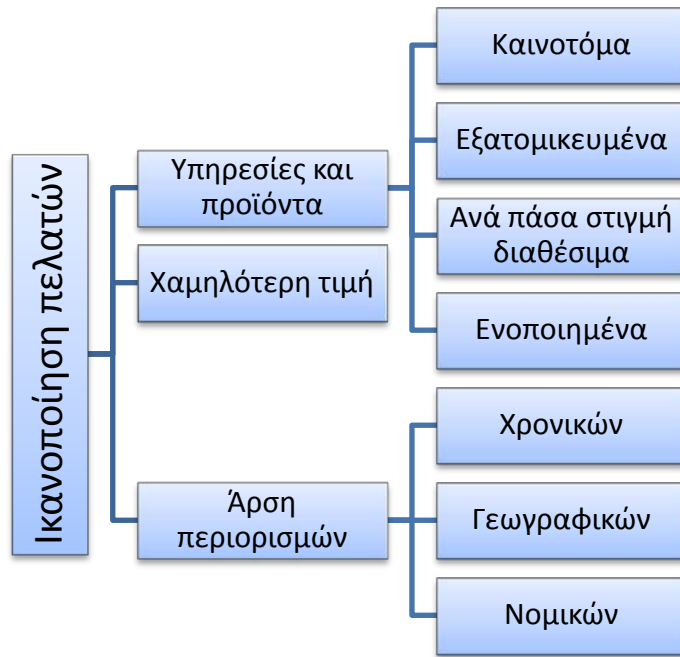 Ικανοποίηση πελατών
Υπηρεσίες και
προϊόντα
Καινοτόμα
Εξατομικευμένα
Ανά πάσα στιγμή
διαθέσιμα
Ενοποιημένα
Χαμηλότερη τιμή
Άρση
περιορισμών
Χρονικών
Γεωγραφικών
Νομικών